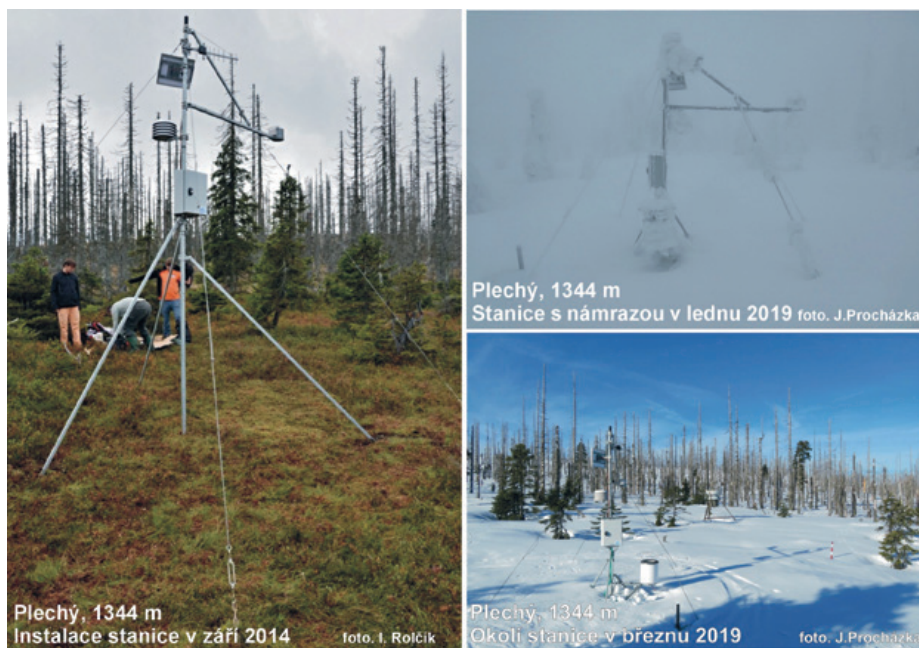 Plechý, 1344 m
Instalace stanice v září 2014 foto. I. Rolčík
Plechý, 1344 m
Stanice s námrazou v lednu 2019 foto. J.Procházka
Plechý, 1344 m
Okolí stanice v březnu 2019 foto. J.Procházka